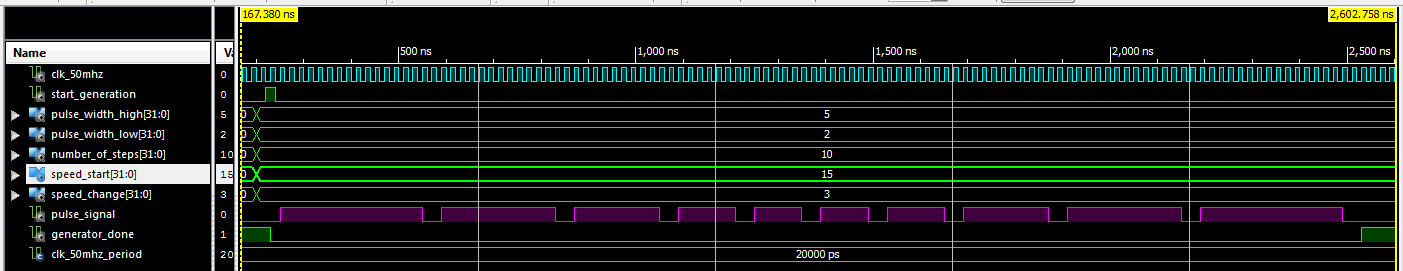 167.380 ns 2,602.758 ns
500 ns 1,000 ns 1,500 ns 2,000 ns 2,500 ns
Name Va
clk_50mhz 0
start_generation 0
pulse_width_high[31:0] 5 0 5
pulse_width_low[31:0] 2 0 2
number_of_steps[31:0] 10 0 10
speed_start[31:0] 15 0 15
speed_change[31:0] 3 0 3
pulse_signal 0
generator_done 1
clk_50mhz_period 20 20000 ps